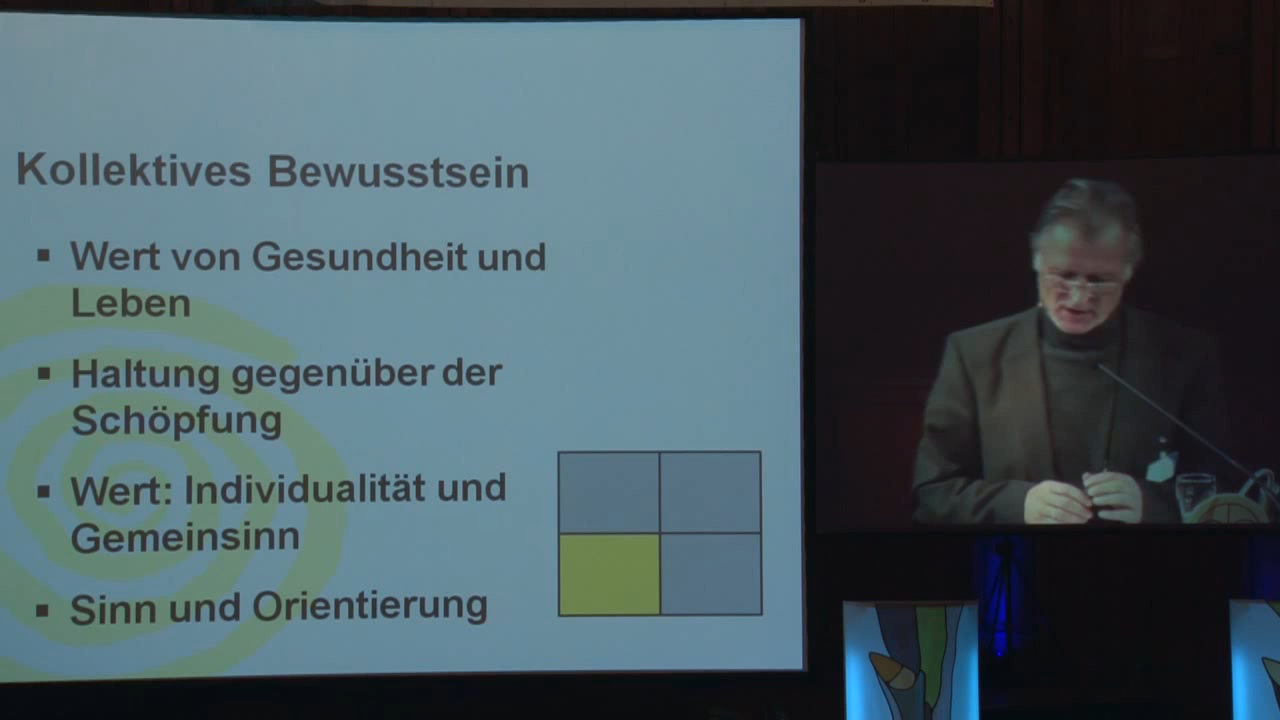 Kollektives Bewusstsein
▪ Wert von Gesundheit und
Leben
▪ Haltung gegenüber der
Schöpfung
▪ Wert: Individualität und
Gemeinsinn
▪ Sinn und Orientierung